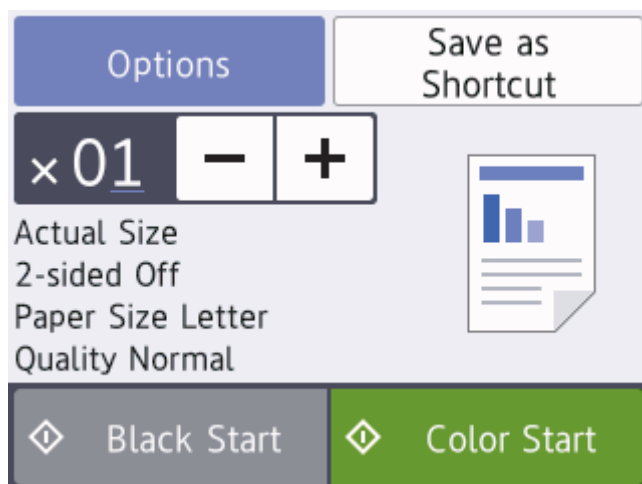 Options
Save as
Shortcut
× 01 − +
Actual Size
2-sided Off
Paper Size Letter
Quality Normal
Black Start
Color Start